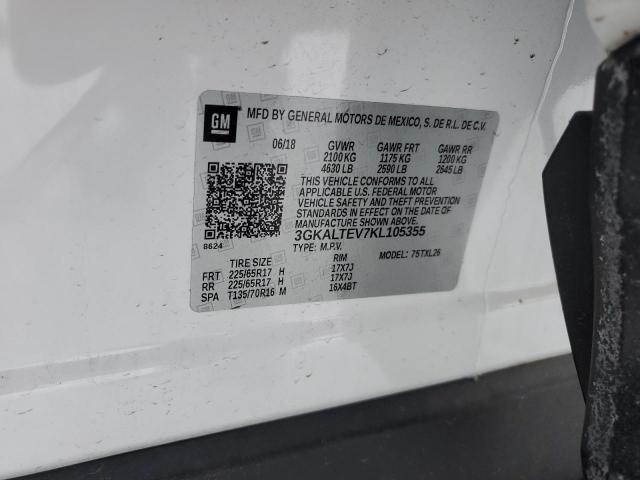 GM
MFD BY GENERAL MOTORS DE MEXICO, S. DE R.L. DE C.V.
06/18 GVWR GAWR FRT GAWR RR
2100 KG 1175 KG 1200 KG
4630 LB 2590 LB 2645 LB
THIS VEHICLE CONFORMS TO ALL
APPLICABLE U.S. FEDERAL MOTOR
VEHICLE SAFETY AND THEFT PREVENTION
STANDARDS IN EFFECT ON THE DATE OF
MANUFACTURE SHOWN ABOVE.
3GKALTEV7KL105355
8624 TYPE: M.P.V. 75TXL26
TIRE SIZE RIM
FRT 225/65R17 H 17X7J
RR 225/65R17 H 17X7J
SPA T135/70R16 M 16X4BT